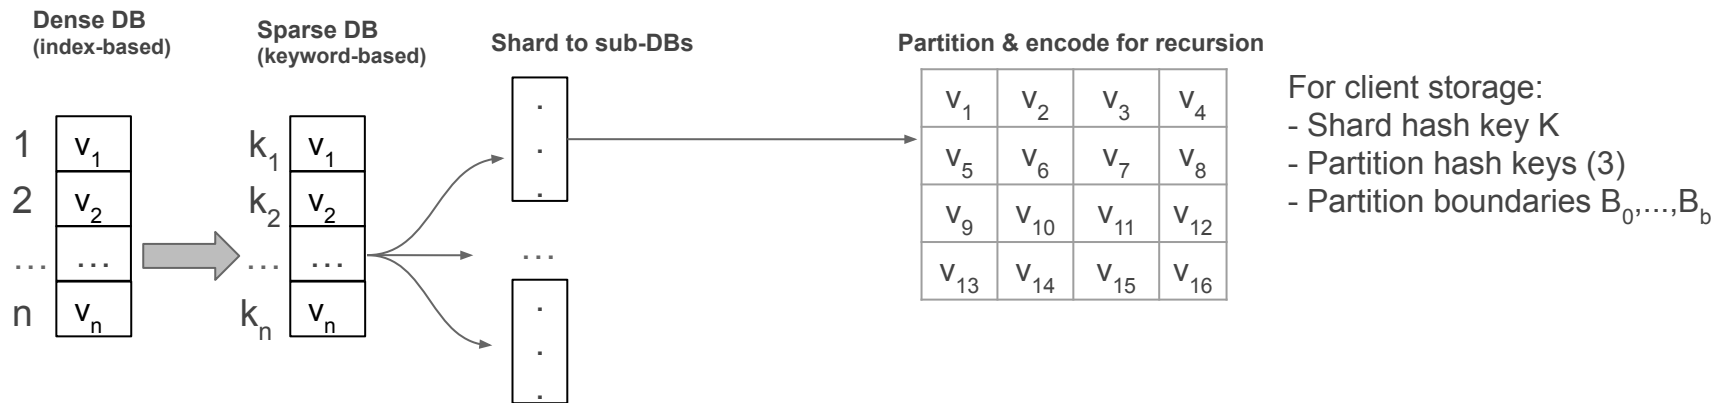 Dense DB
(index-based)
1 v₁
2 v₂
... ...
n vₙ
Sparse DB
(keyword-based)
k₁ v₁
k₂ v₂
... ...
kₙ vₙ
Shard to sub-DBs
.
.
.
...
.
.
.
Partition & encode for recursion
v₁ v₂ v₃ v₄
v₅ v₆ v₇ v₈
v₉ v₁₀ v₁₁ v₁₂
v₁₃ v₁₄ v₁₅ v₁₆
For client storage:
- Shard hash key K
- Partition hash keys (3)
- Partition boundaries B₀,...,B_b